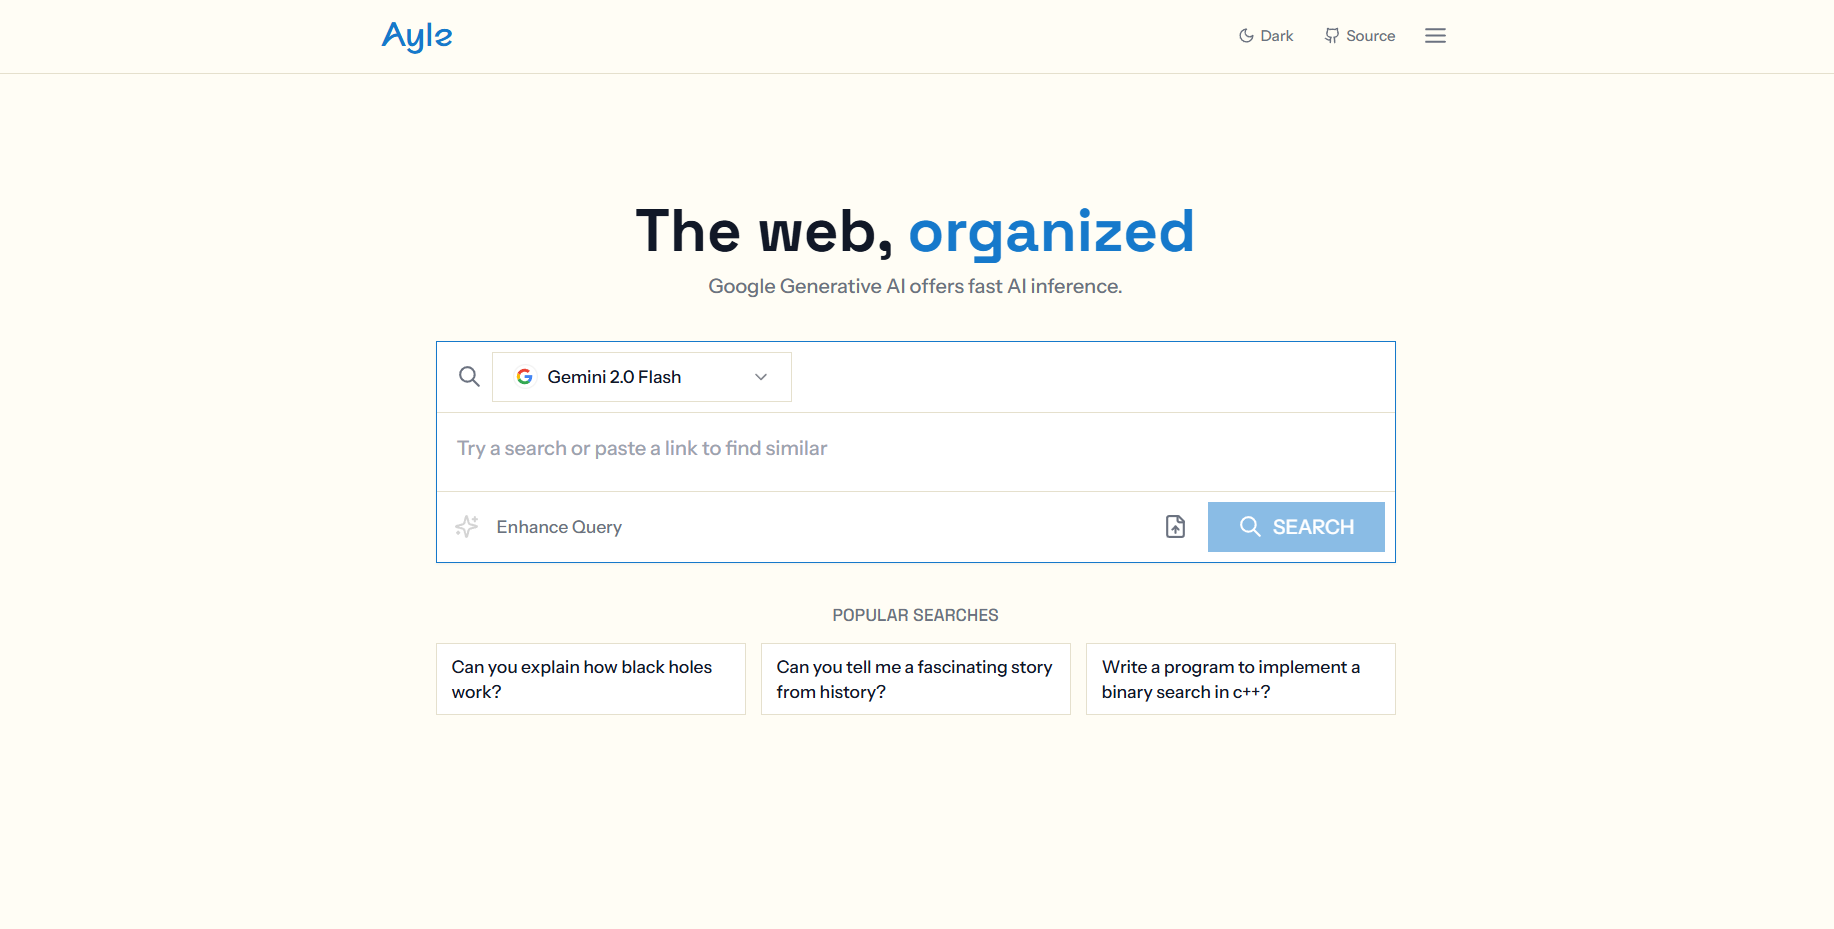 Ayle
Dark
Source
The web, organized
Google Generative AI offers fast AI inference.
Gemini 2.0 Flash
Try a search or paste a link to find similar
Enhance Query
SEARCH
POPULAR SEARCHES
Can you explain how black holes
work?
Can you tell me a fascinating story
from history?
Write a program to implement a
binary search in c++?